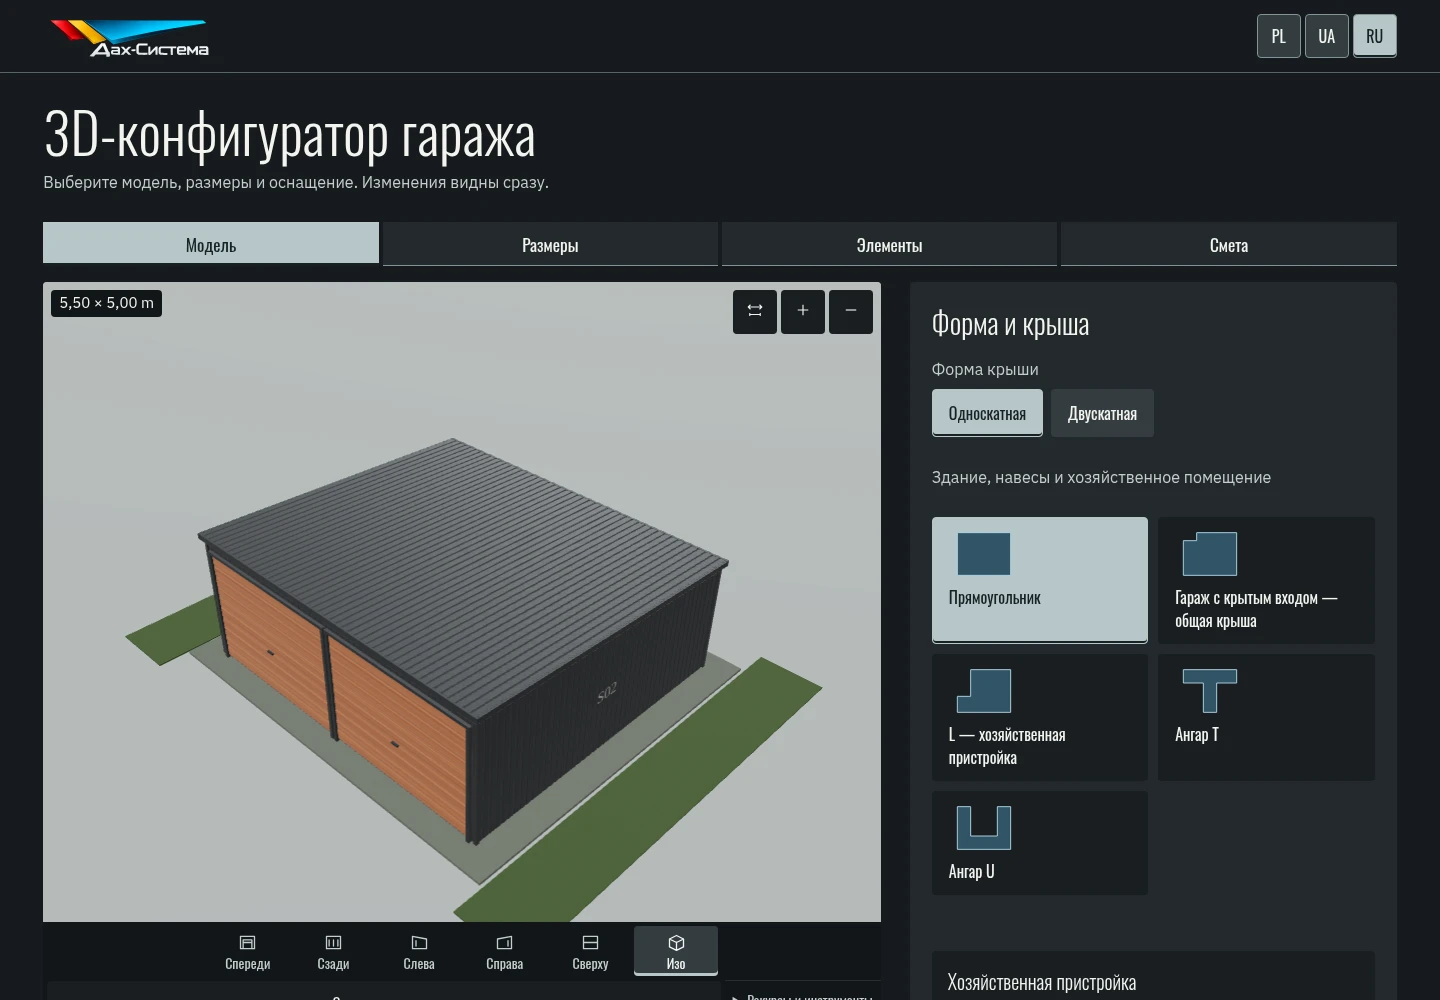 Дах-Система
PL
UA
RU
3D-конфигуратор гаража
Выберите модель, размеры и оснащение. Изменения видны сразу.
Модель
Размеры
Элементы
Смета
5,50 × 5,00 m
S02
Спереди
Сзади
Слева
Справа
Сверху
Изо
Форма и крыша
Форма крыши
Односкатная
Двускатная
Здание, навесы и хозяйственное помещение
Прямоугольник
Гараж с крытым входом —
общая крыша
L — хозяйственная
пристройка
Ангар T
Ангар U
Хозяйственная пристройка